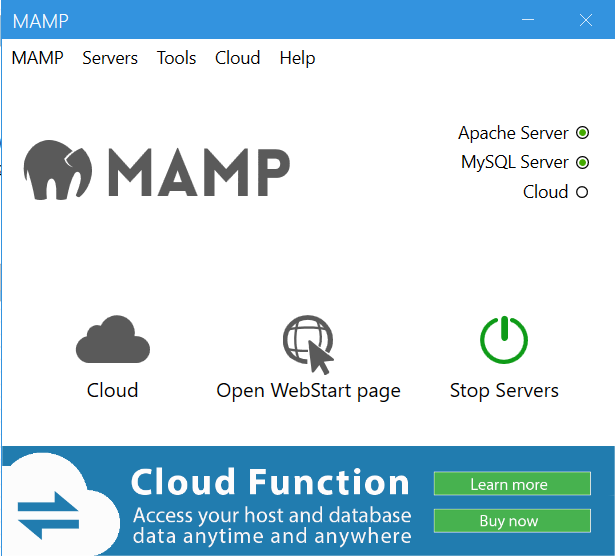 MAMP
MAMP Servers Tools Cloud Help
Apache Server
MySQL Server
Cloud
MAMP
Cloud
Open WebStart page
Stop Servers
Cloud Function
Access your host and database
data anytime and anywhere
Learn more
Buy now